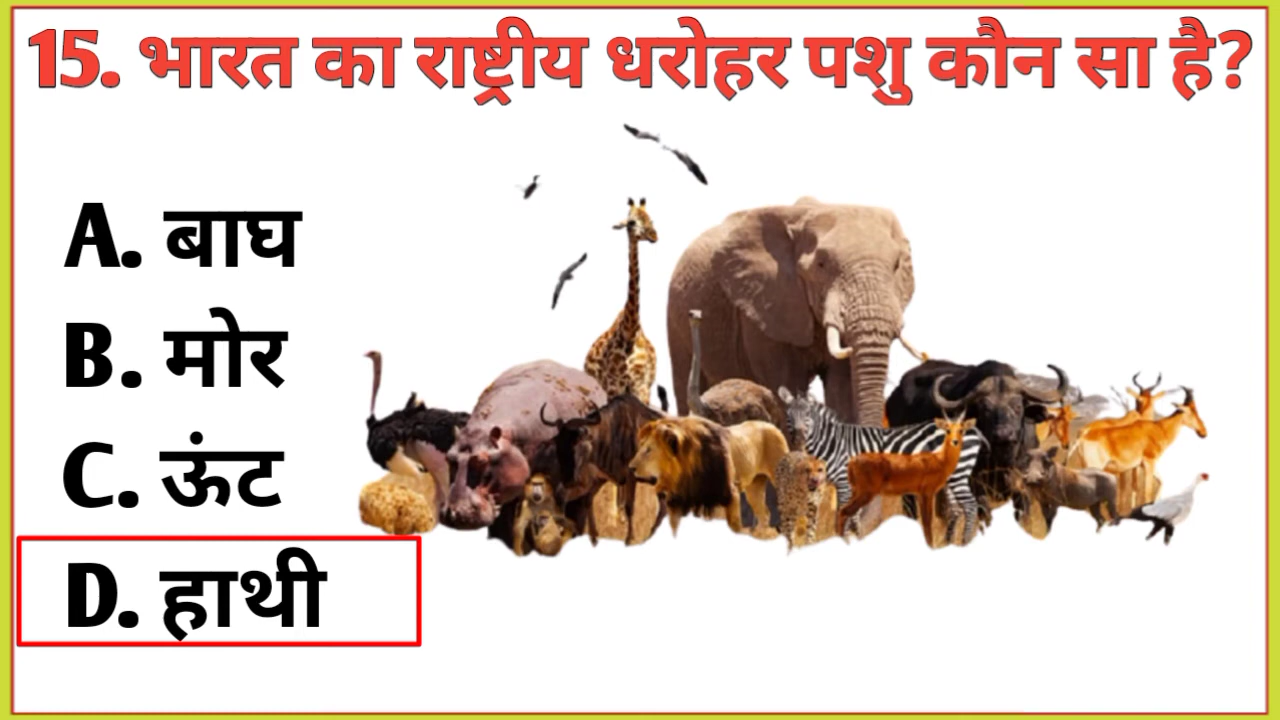 15. भारत का राष्ट्रीय धरोहर पशु कौन सा है?
A. बाघ
B. मोर
C. ऊंट
D. हाथी